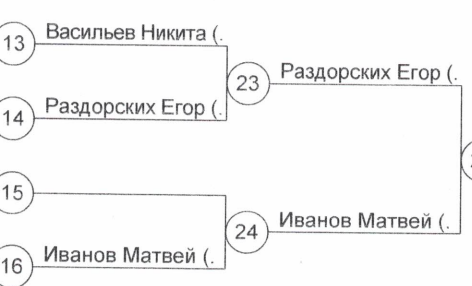 13 Васильев Никита (.
23 Раздорских Егор (.
14 Раздорских Егор (.
15
24 Иванов Матвей (.
16 Иванов Матвей (.